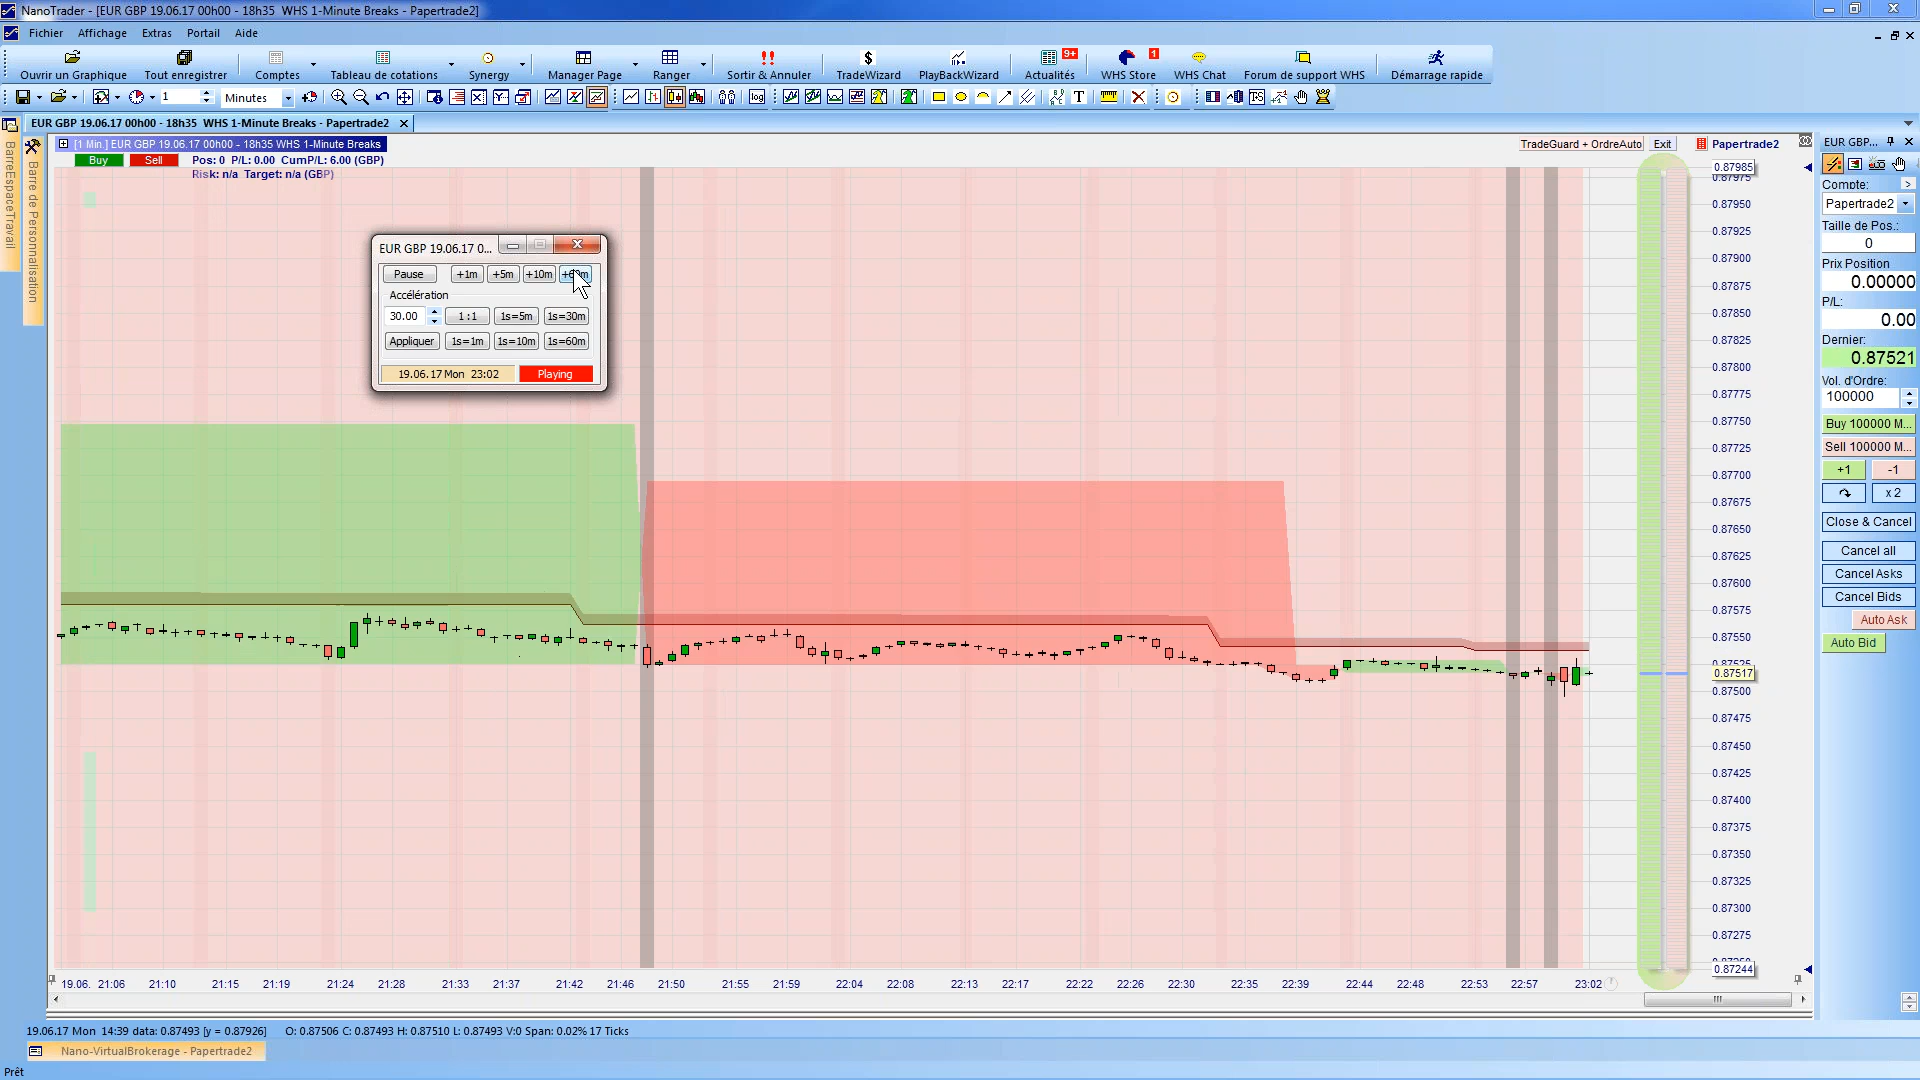 NanoTrader - [EUR GBP 19.06.17 00h00 - 18h35  WHS 1-Minute Breaks - Papertrade2]
Fichier Affichage Extras Portail Aide
Ouvrir un Graphique Tout enregistrer Comptes Tableau de cotations Synergy Manager Page Ranger Sortir & Annuler TradeWizard PlayBackWizard 9+ Actualités 1 WHS Store WHS Chat Forum de support WHS Démarrage rapide
1 Minutes
EUR GBP 19.06.17 00h00 - 18h35  WHS 1-Minute Breaks - Papertrade2
[1 Min.] EUR GBP 19.06.17 00h00 - 18h35 WHS 1-Minute Breaks
TradeGuard + OrdreAuto Exit Papertrade2
Buy Sell Pos: 0 P/L: 0.00 CumP/L: 6.00 (GBP)
Risk: n/a Target: n/a (GBP)
BarreEspaceTravail
Barre de Personnalisation
EUR GBP 19.06.17 0...
Pause +1m +5m +10m
Accélération
30.00 1 : 1 1s=5m 1s=30m
Appliquer 1s=1m 1s=10m 1s=60m
19.06.17 Mon 23:02 Playing
0.87985
0.87975
0.87950
0.87925
0.87900
0.87875
0.87850
0.87825
0.87800
0.87775
0.87750
0.87725
0.87700
0.87675
0.87650
0.87625
0.87600
0.87575
0.87550
0.87525
0.87517
0.87500
0.87475
0.87450
0.87425
0.87400
0.87375
0.87350
0.87325
0.87300
0.87275
0.87244
EUR GBP...
Compte:
Papertrade2
Taille de Pos.:
0
Prix Position
0.00000
P/L:
0.00
Dernier:
0.87521
Vol. d'Ordre:
100000
Buy 100000 M...
Sell 100000 M...
+1 -1
x 2
Close & Cancel
Cancel all
Cancel Asks
Cancel Bids
Auto Ask
Auto Bid
19.06. 21:06 21:10 21:15 21:19 21:24 21:28 21:33 21:37 21:42 21:46 21:50 21:55 21:59 22:04 22:08 22:13 22:17 22:22 22:26 22:30 22:35 22:39 22:44 22:48 22:53 22:57 23:02
19.06.17 Mon 14:39 data: 0.87493 [y = 0.87926] O: 0.87506 C: 0.87493 H: 0.87510 L: 0.87493 V:0 Span: 0.02% 17 Ticks
Nano-VirtualBrokerage - Papertrade2
Prêt